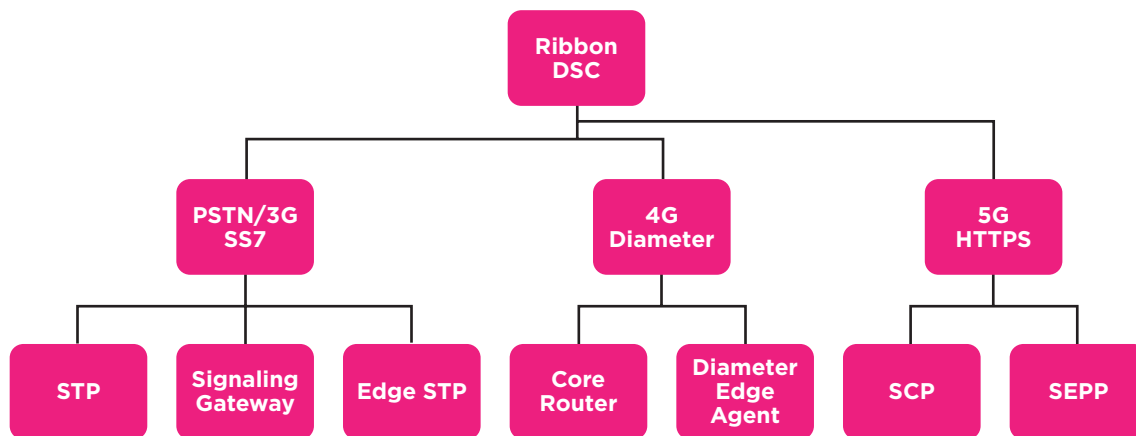 Ribbon
DSC
PSTN/3G
SS7
4G
Diameter
5G
HTTPS
STP
Signaling
Gateway
Edge STP
Core
Router
Diameter
Edge
Agent
SCP
SEPP